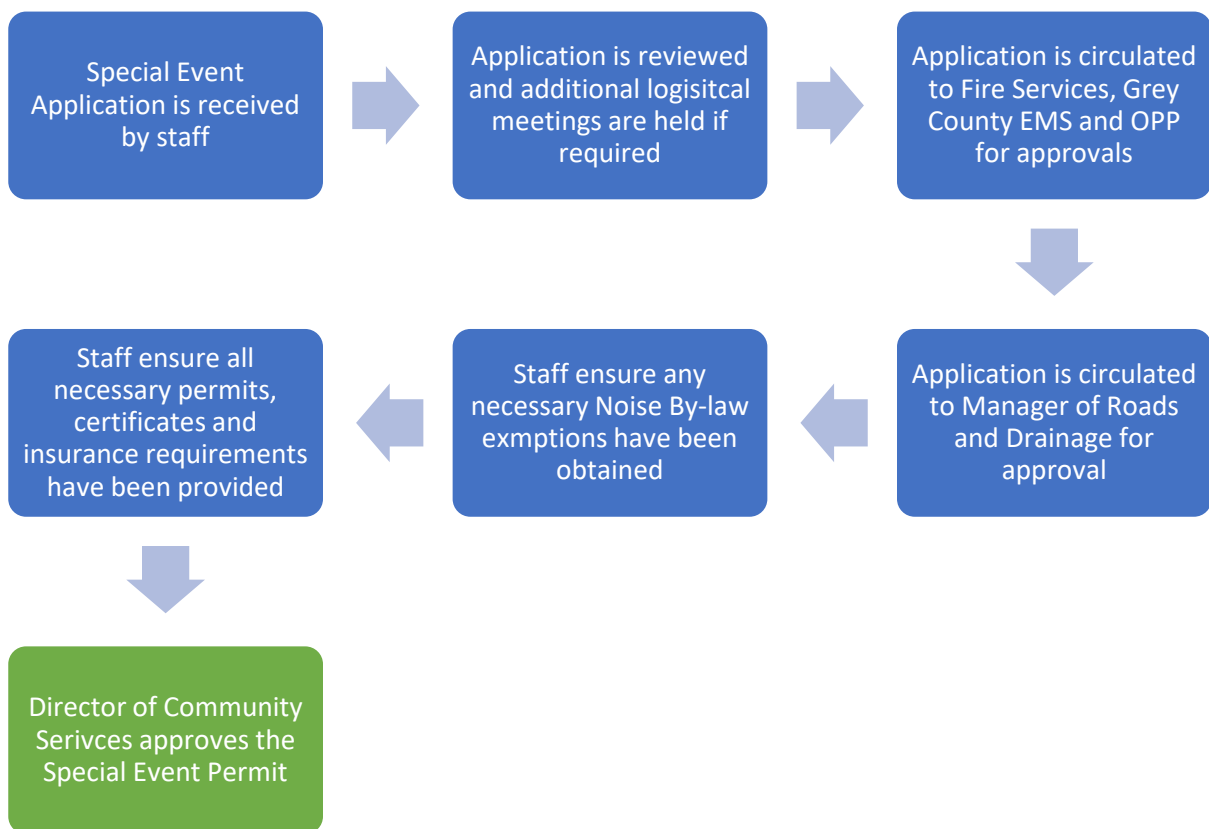 Special Event
Application is received
by staff
Application is reviewed
and additional logisitcal
meetings are held if
required
Application is circulated
to Fire Services, Grey
County EMS and OPP
for approvals
Application is circulated
to Manager of Roads
and Drainage for
approval
Staff ensure any
necessary Noise By-law
exmptions have been
obtained
Staff ensure all
necessary permits,
certificates and
insurance requirements
have been provided
Director of Community
Serivces approves the
Special Event Permit